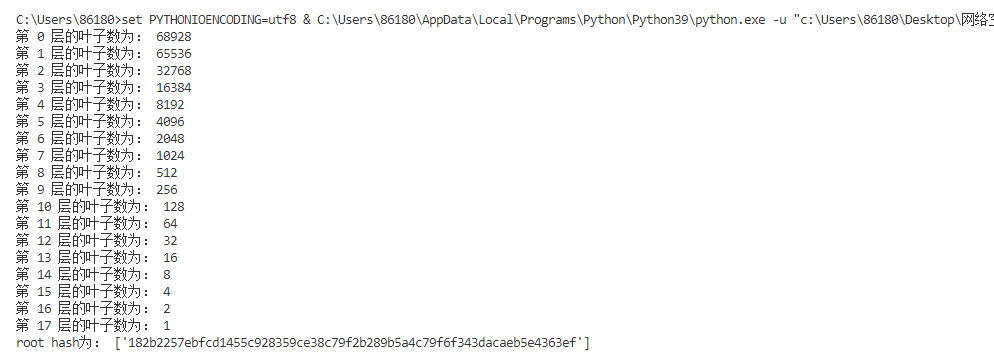 C:\Users\86180>set PYTHONIOENCODING=utf8 & C:\Users\86180\AppData\Local\Programs\Python\Python39\python.exe -u "c:\Users\86180\Desktop\网络空
第 0 层的叶子数为： 68928
第 1 层的叶子数为： 65536
第 2 层的叶子数为： 32768
第 3 层的叶子数为： 16384
第 4 层的叶子数为： 8192
第 5 层的叶子数为： 4096
第 6 层的叶子数为： 2048
第 7 层的叶子数为： 1024
第 8 层的叶子数为： 512
第 9 层的叶子数为： 256
第 10 层的叶子数为： 128
第 11 层的叶子数为： 64
第 12 层的叶子数为： 32
第 13 层的叶子数为： 16
第 14 层的叶子数为： 8
第 15 层的叶子数为： 4
第 16 层的叶子数为： 2
第 17 层的叶子数为： 1
root hash为： ['182b2257ebfcd1455c928359ce38c79f2b289b5a4c79f6f343dacaeb5e4363ef']